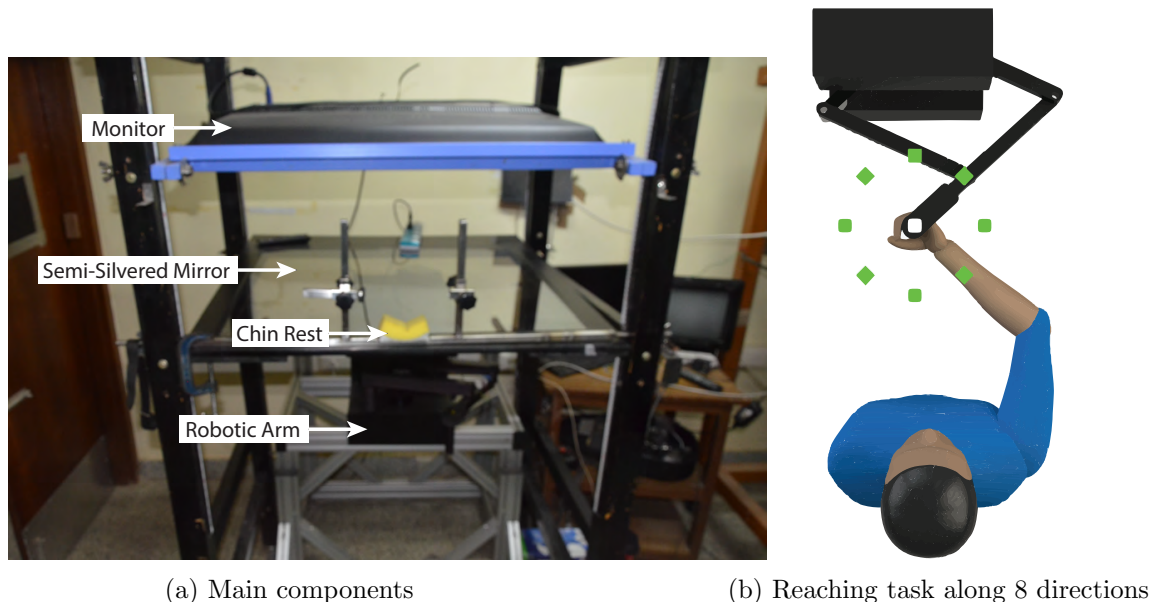 Monitor
Semi-Silvered Mirror
Chin Rest
Robotic Arm
(a) Main components
(b) Reaching task along 8 directions